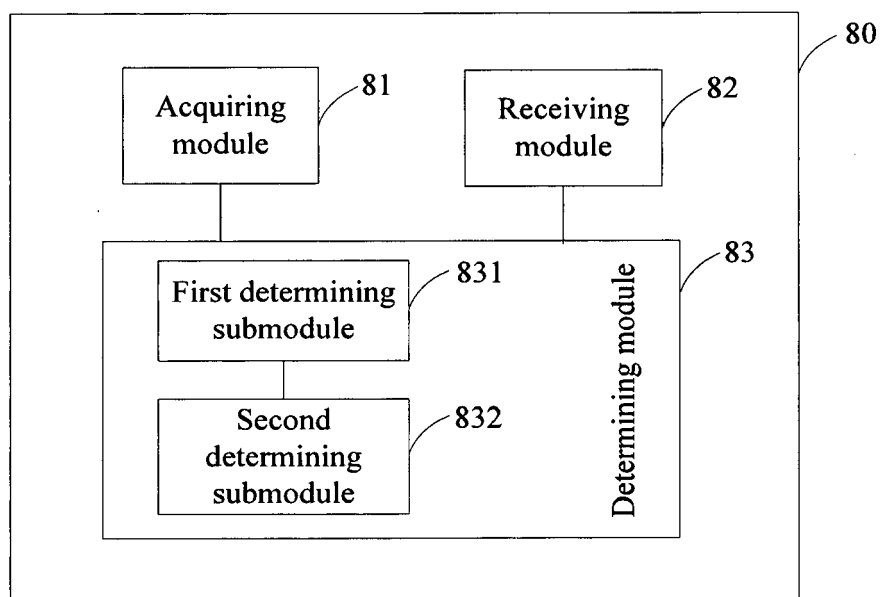 80
81
82
Acquiring
module
Receiving
module
83
831
First determining
submodule
Determining module
832
Second
determining
submodule